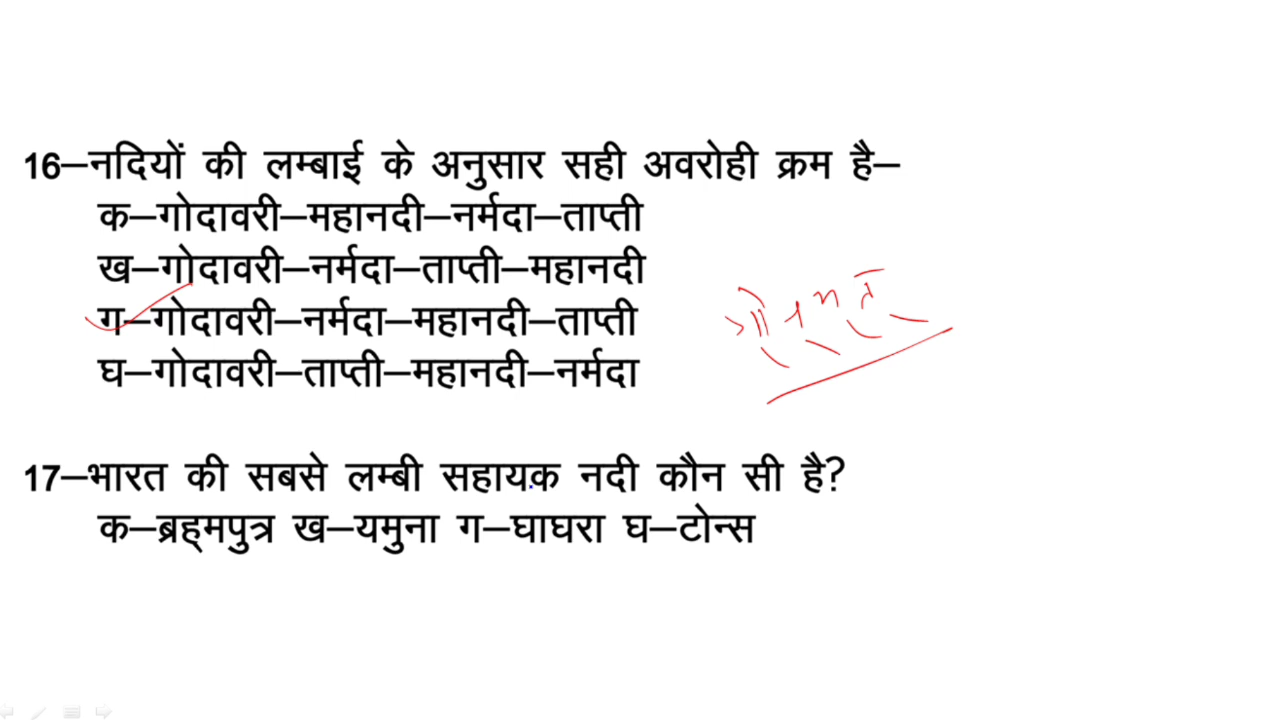 16–नदियों की लम्बाई के अनुसार सही अवरोही क्रम है–
क–गोदावरी–महानदी–नर्मदा–ताप्ती
ख–गोदावरी–नर्मदा–ताप्ती–महानदी
ग–गोदावरी–नर्मदा–महानदी–ताप्ती
घ–गोदावरी–ताप्ती–महानदी–नर्मदा
गो न म त
17–भारत की सबसे लम्बी सहायक नदी कौन सी है?
क–ब्रह्मपुत्र ख–यमुना ग–घाघरा घ–टोन्स